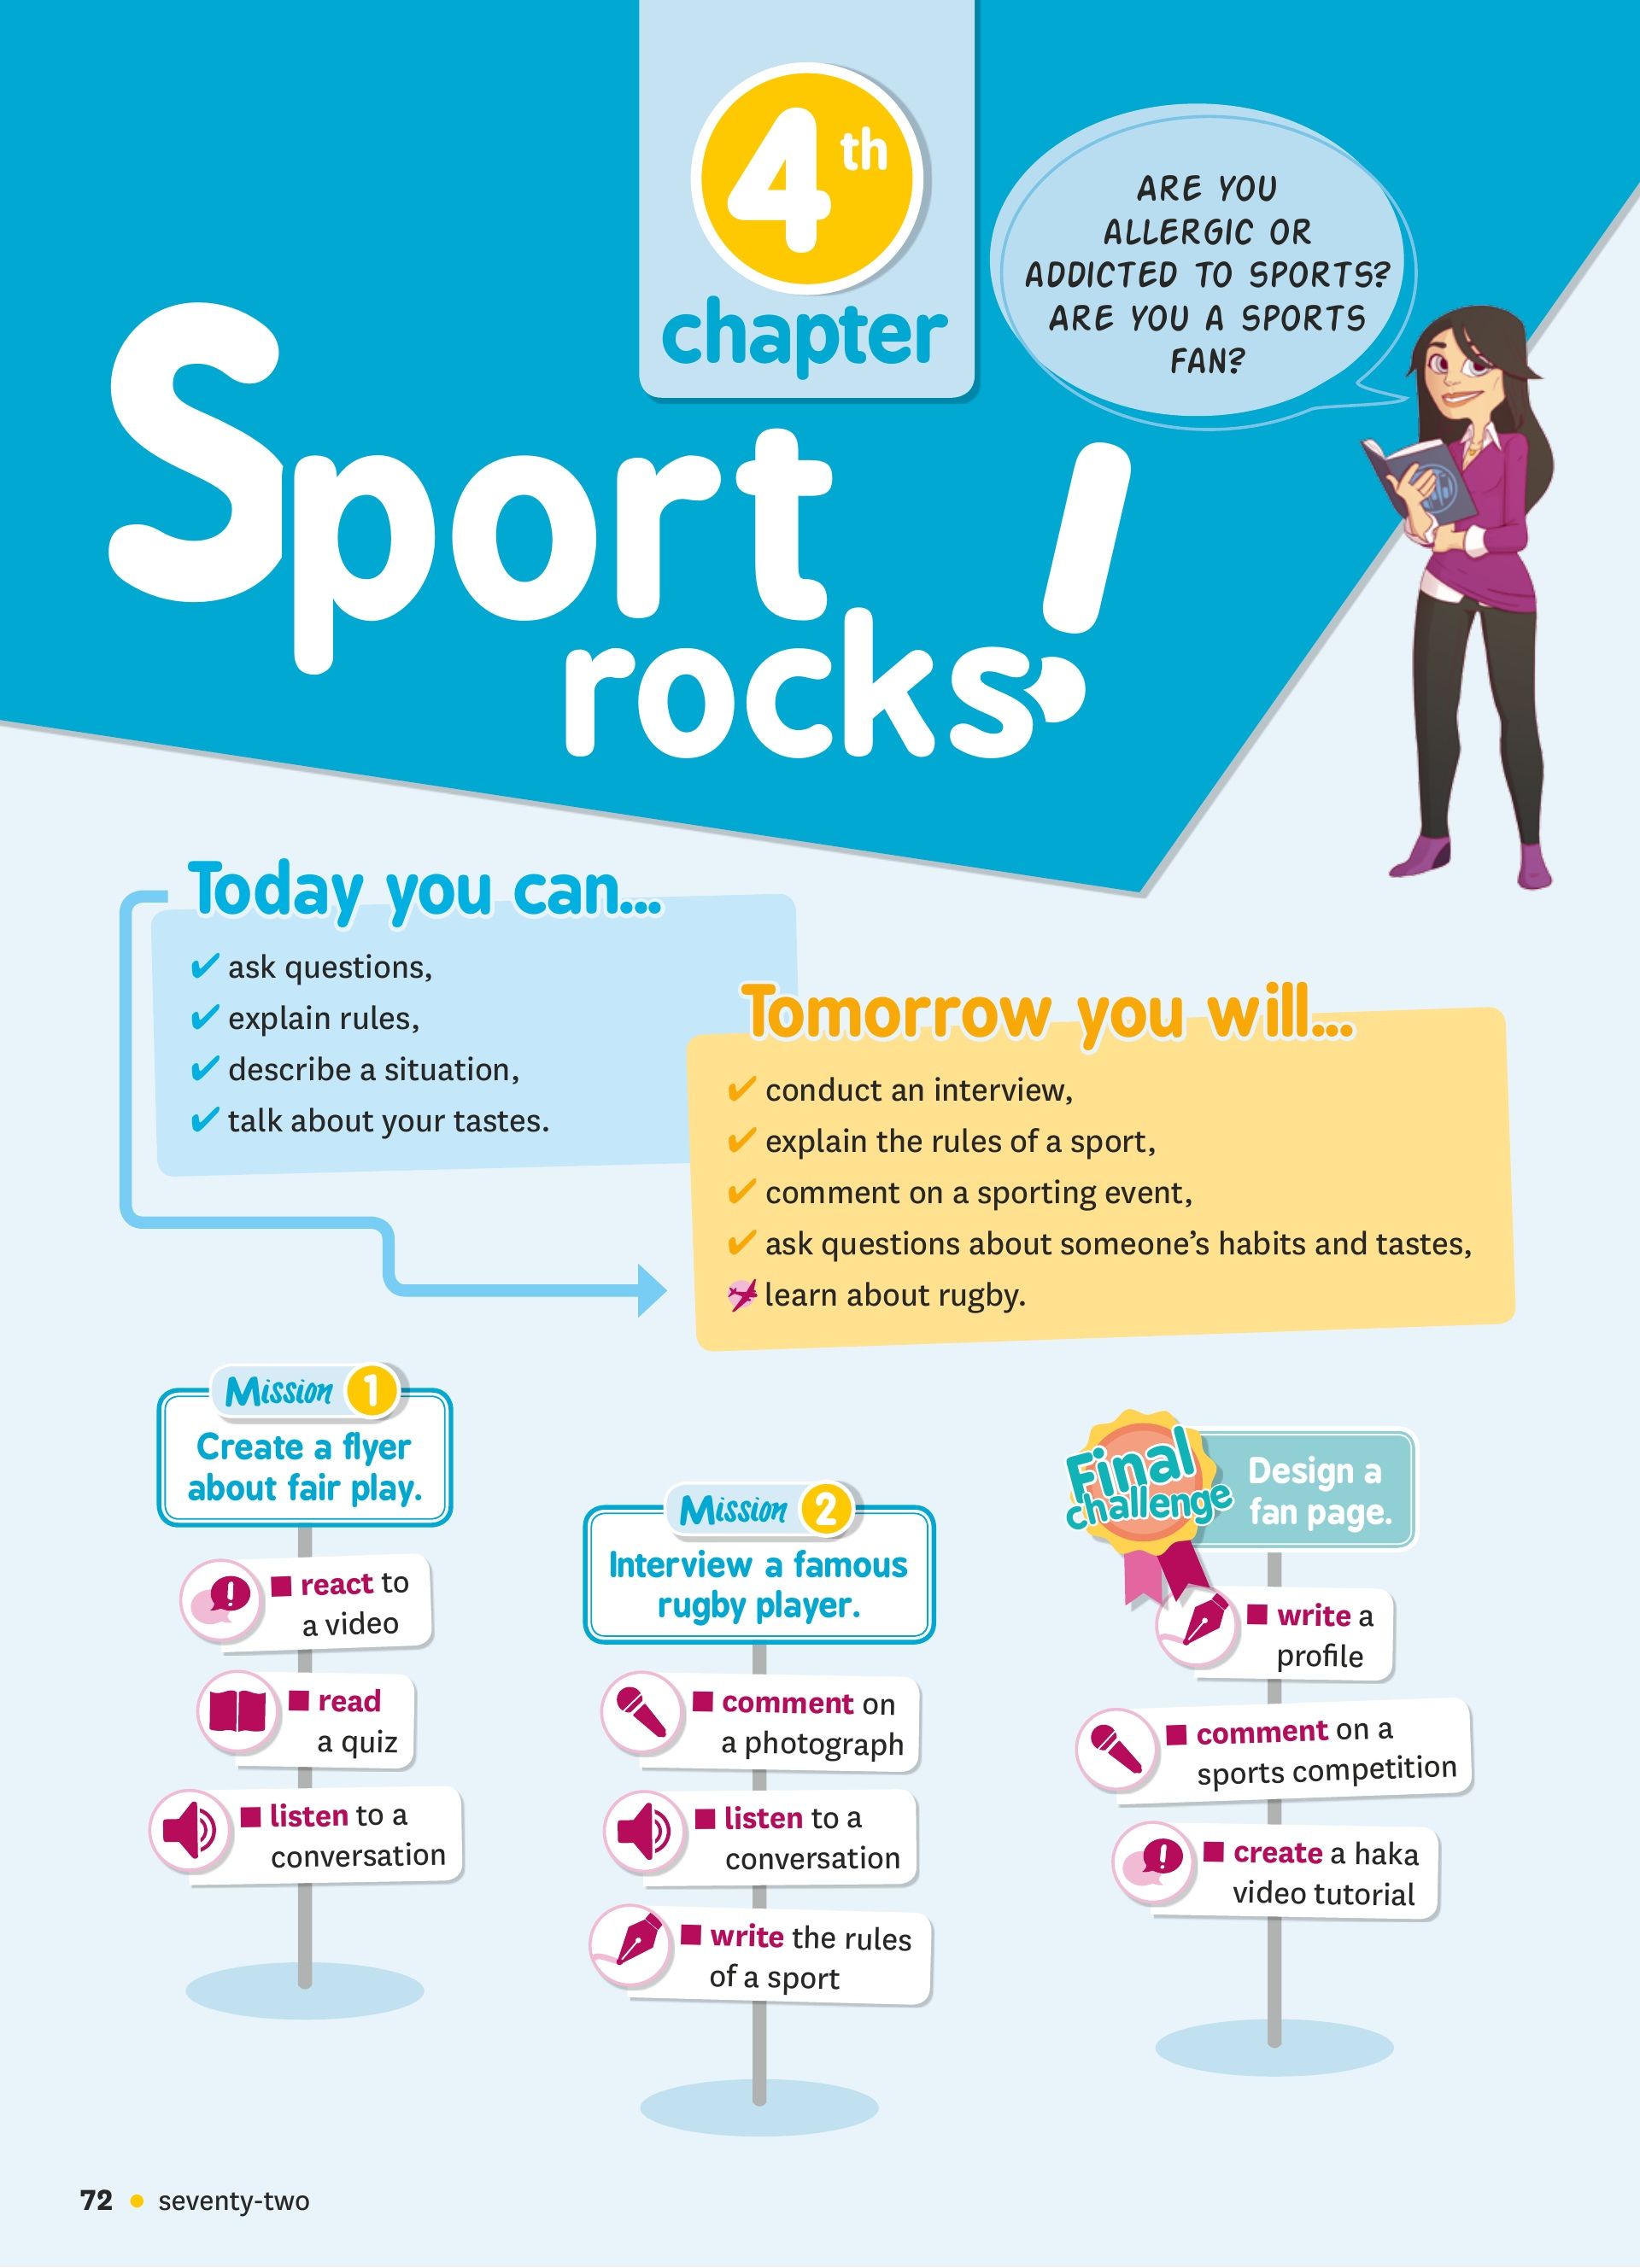 4th
chapter
ARE YOU
ALLERGIC OR
ADDICTED TO SPORTS?
ARE YOU A SPORTS
FAN?
Sport
rocks!
Today you can...
✔ ask questions,
✔ explain rules,
✔ describe a situation,
✔ talk about your tastes.
Tomorrow you will...
✔ conduct an interview,
✔ explain the rules of a sport,
✔ comment on a sporting event,
✔ ask questions about someone's habits and tastes,
learn about rugby.
Mission 1
Create a flyer
about fair play.
■ react to
a video
■ read
a quiz
■ listen to a
conversation
Mission 2
Interview a famous
rugby player.
■ comment on
a photograph
■ listen to a
conversation
■ write the rules
of a sport
Final
challenge
Design a
fan page.
■ write a
profile
■ comment on a
sports competition
■ create a haka
video tutorial
72 • seventy-two